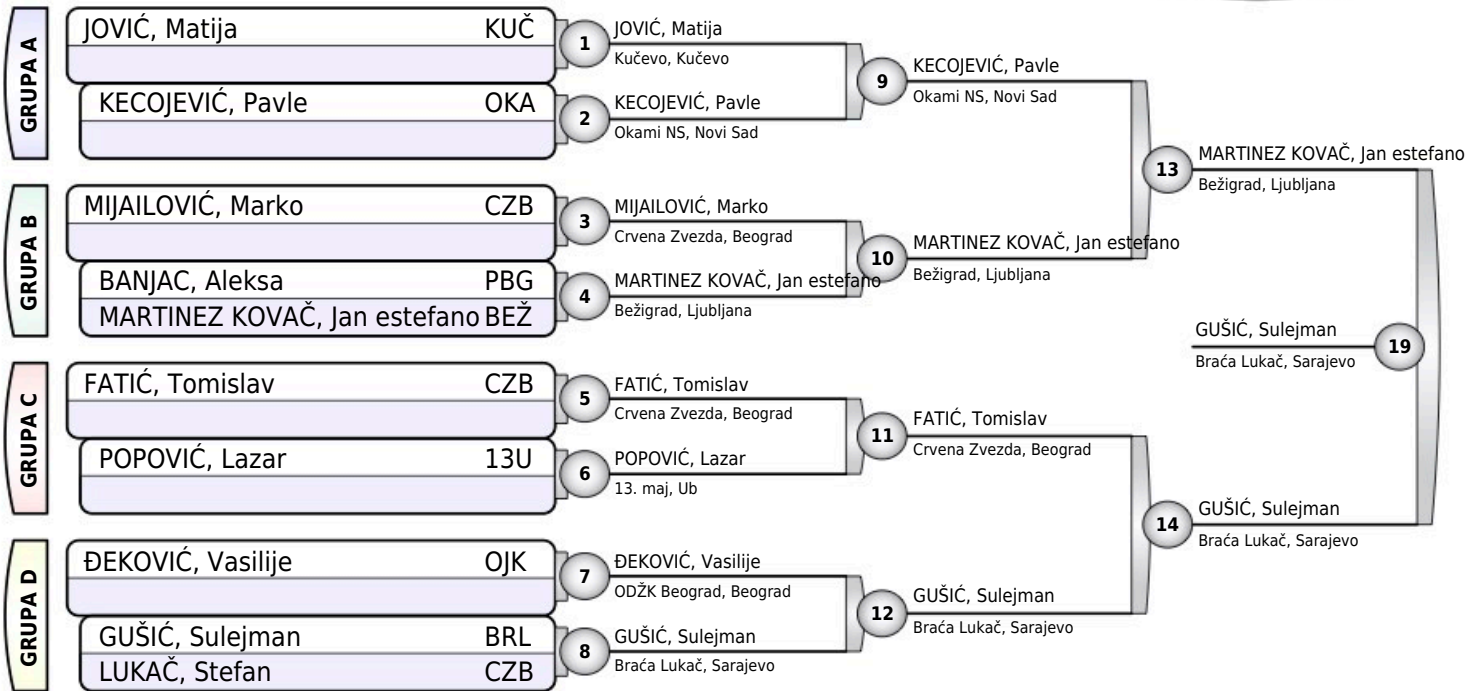 GRUPA A
JOVIĆ, Matija KUČ
KECOJEVIĆ, Pavle OKA
GRUPA B
MIJAILOVIĆ, Marko CZB
BANJAC, Aleksa PBG
MARTINEZ KOVAČ, Jan estefano BEŽ
GRUPA C
FATIĆ, Tomislav CZB
POPOVIĆ, Lazar 13U
GRUPA D
ĐEKOVIĆ, Vasilije OJK
GUŠIĆ, Sulejman BRL
LUKAČ, Stefan CZB
1
JOVIĆ, Matija
Kučevo, Kučevo
2
KECOJEVIĆ, Pavle
Okami NS, Novi Sad
3
MIJAILOVIĆ, Marko
Crvena Zvezda, Beograd
4
MARTINEZ KOVAČ, Jan estefano
Bežigrad, Ljubljana
5
FATIĆ, Tomislav
Crvena Zvezda, Beograd
6
POPOVIĆ, Lazar
13. maj, Ub
7
ĐEKOVIĆ, Vasilije
ODŽK Beograd, Beograd
8
GUŠIĆ, Sulejman
Braća Lukač, Sarajevo
9
KECOJEVIĆ, Pavle
Okami NS, Novi Sad
10
MARTINEZ KOVAČ, Jan estefano
Bežigrad, Ljubljana
11
FATIĆ, Tomislav
Crvena Zvezda, Beograd
12
GUŠIĆ, Sulejman
Braća Lukač, Sarajevo
13
MARTINEZ KOVAČ, Jan estefano
Bežigrad, Ljubljana
14
GUŠIĆ, Sulejman
Braća Lukač, Sarajevo
GUŠIĆ, Sulejman
Braća Lukač, Sarajevo
19